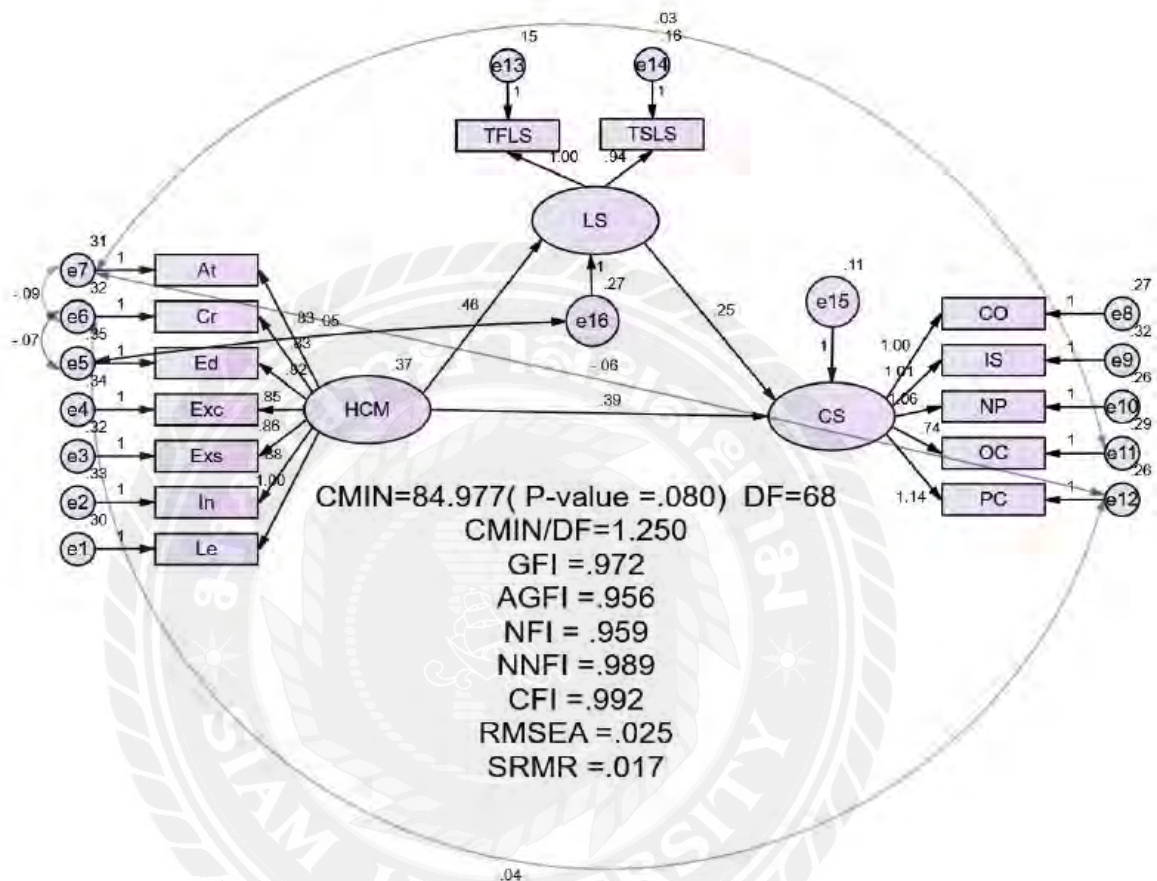 .03
.15 .16
e13 e14
1 1
TFLS TSLS
1.00 .94
LS
.31
e7 1 At
-.09
.32
e6 1 Cr
-.07
.35
e5 1 Ed
.34
e4 1 Exc
.32
e3 1 Exs
.33
e2 1 In
.30
e1 1 Le
.83 .05
.83
.82
.85
.86
.88
1.00
HCM .37
.46
1 .27
e16
.25
-.06
.39
.11
e15
1
CS
1.00
1.01
1.06
.74
1.14
.27
CO 1 e8
.32
IS 1 e9
.26
NP 1 e10
.29
OC 1 e11
.26
PC 1 e12
CMIN=84.977( P-value =.080) DF=68
CMIN/DF=1.250
GFI =.972
AGFI =.956
NFI = .959
NNFI =.989
CFI =.992
RMSEA =.025
SRMR =.017
SIAM
.04